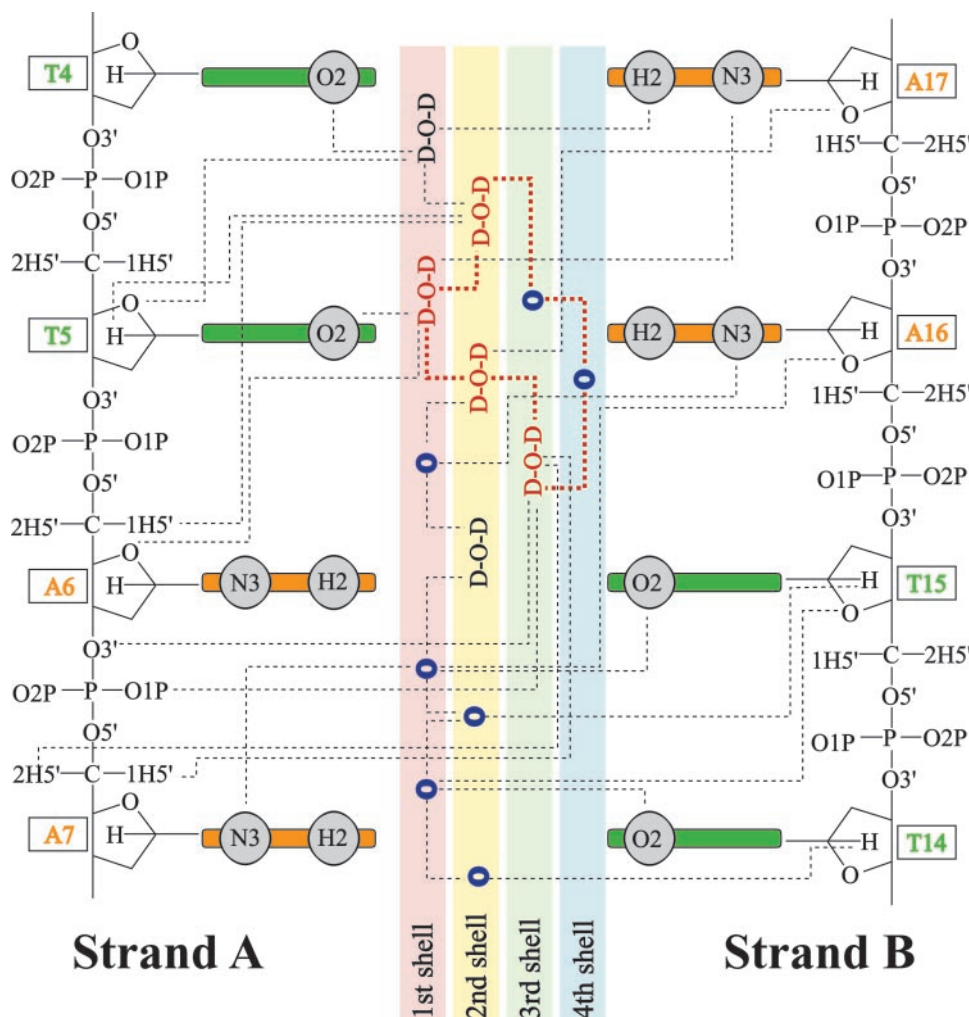 T4
O
H
O2
H2
N3
H
O
A17
O3'
O2P
P
O1P
O5'
2H5'
C
1H5'
D-O-D
D-O-D
1H5'
C
2H5'
O5'
O1P
P
O2P
O3'
T5
O
H
O2
D-O-D
O
H2
N3
H
O
A16
O3'
O2P
P
O1P
O5'
2H5'
C
1H5'
D-O-D
O
O
D-O-D
1H5'
C
2H5'
O5'
O1P
P
O2P
O3'
A6
O
H
N3
H2
D-O-D
O2
H
O
T15
O3'
O2P
P
O1P
O5'
2H5'
C
1H5'
O
O
O
1H5'
C
2H5'
O5'
O1P
P
O2P
O3'
A7
O
H
N3
H2
O
O2
H
O
T14
Strand A
1st shell
2nd shell
3rd shell
4th shell
Strand B